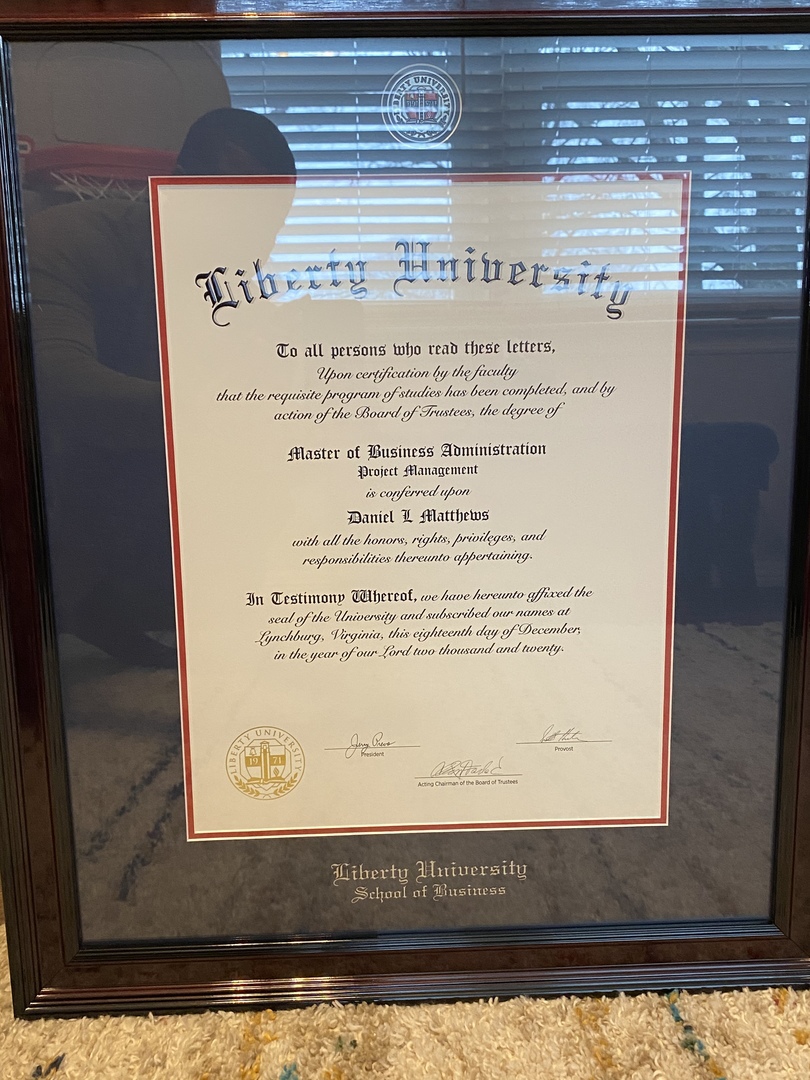 LIBERTY UNIVERSITY
Liberty University
To all persons who read these letters,
Upon certification by the faculty
that the requisite program of studies has been completed, and by
action of the Board of Trustees, the degree of
Master of Business Administration
Project Management
is conferred upon
Daniel L Matthews
with all the honors, rights, privileges, and
responsibilities thereunto appertaining.
In Testimony Whereof, we have hereunto affixed the
seal of the University and subscribed our names at
Lynchburg, Virginia, this eighteenth day of December,
in the year of our Lord two thousand and twenty.
LIBERTY UNIVERSITY
1971
President
Provost
Acting Chairman of the Board of Trustees
Liberty University
School of Business